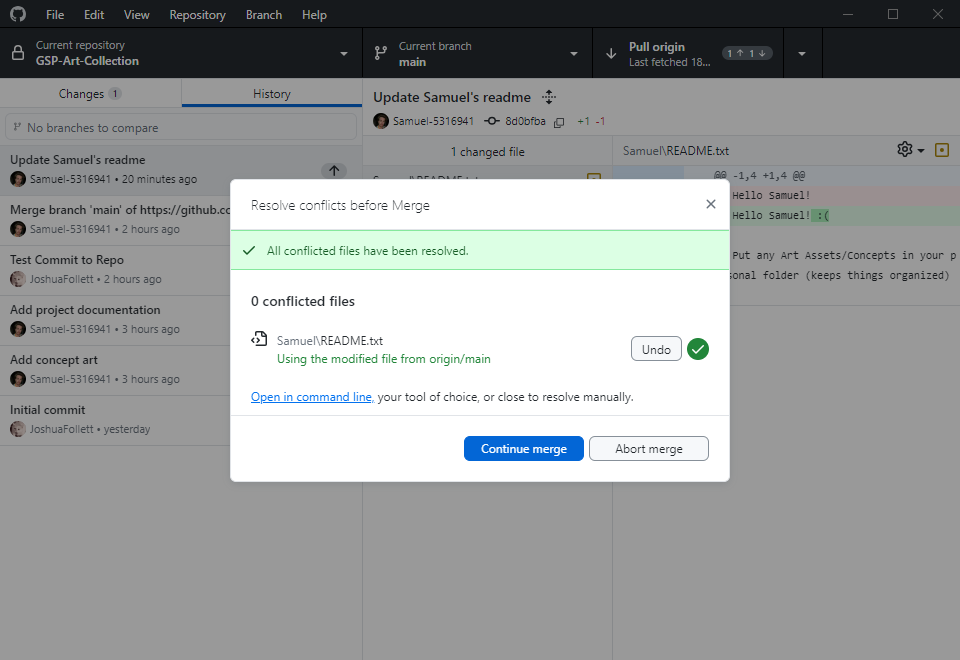 File Edit View Repository Branch Help
Current repository
GSP-Art-Collection
Current branch
main
Pull origin
Last fetched 18...
1 ↑ 1 ↓
Changes 1
History
No branches to compare
Update Samuel's readme
Samuel-5316941 • 20 minutes ago
Merge branch 'main' of https://github.co
Samuel-5316941 • 2 hours ago
Test Commit to Repo
JoshuaFollett • 2 hours ago
Add project documentation
Samuel-5316941 • 3 hours ago
Add concept art
Samuel-5316941 • 3 hours ago
Initial commit
JoshuaFollett • yesterday
Update Samuel's readme
Samuel-5316941 8d0bfba +1 -1
1 changed file
Samuel\README.txt
Samuel\README.txt
@@ -1,4 +1,4 @@
Hello Samuel!
Hello Samuel! :(
Put any Art Assets/Concepts in your p
sonal folder (keeps things organized)
Resolve conflicts before Merge
All conflicted files have been resolved.
0 conflicted files
Samuel\README.txt
Using the modified file from origin/main
Undo
Open in command line, your tool of choice, or close to resolve manually.
Continue merge
Abort merge